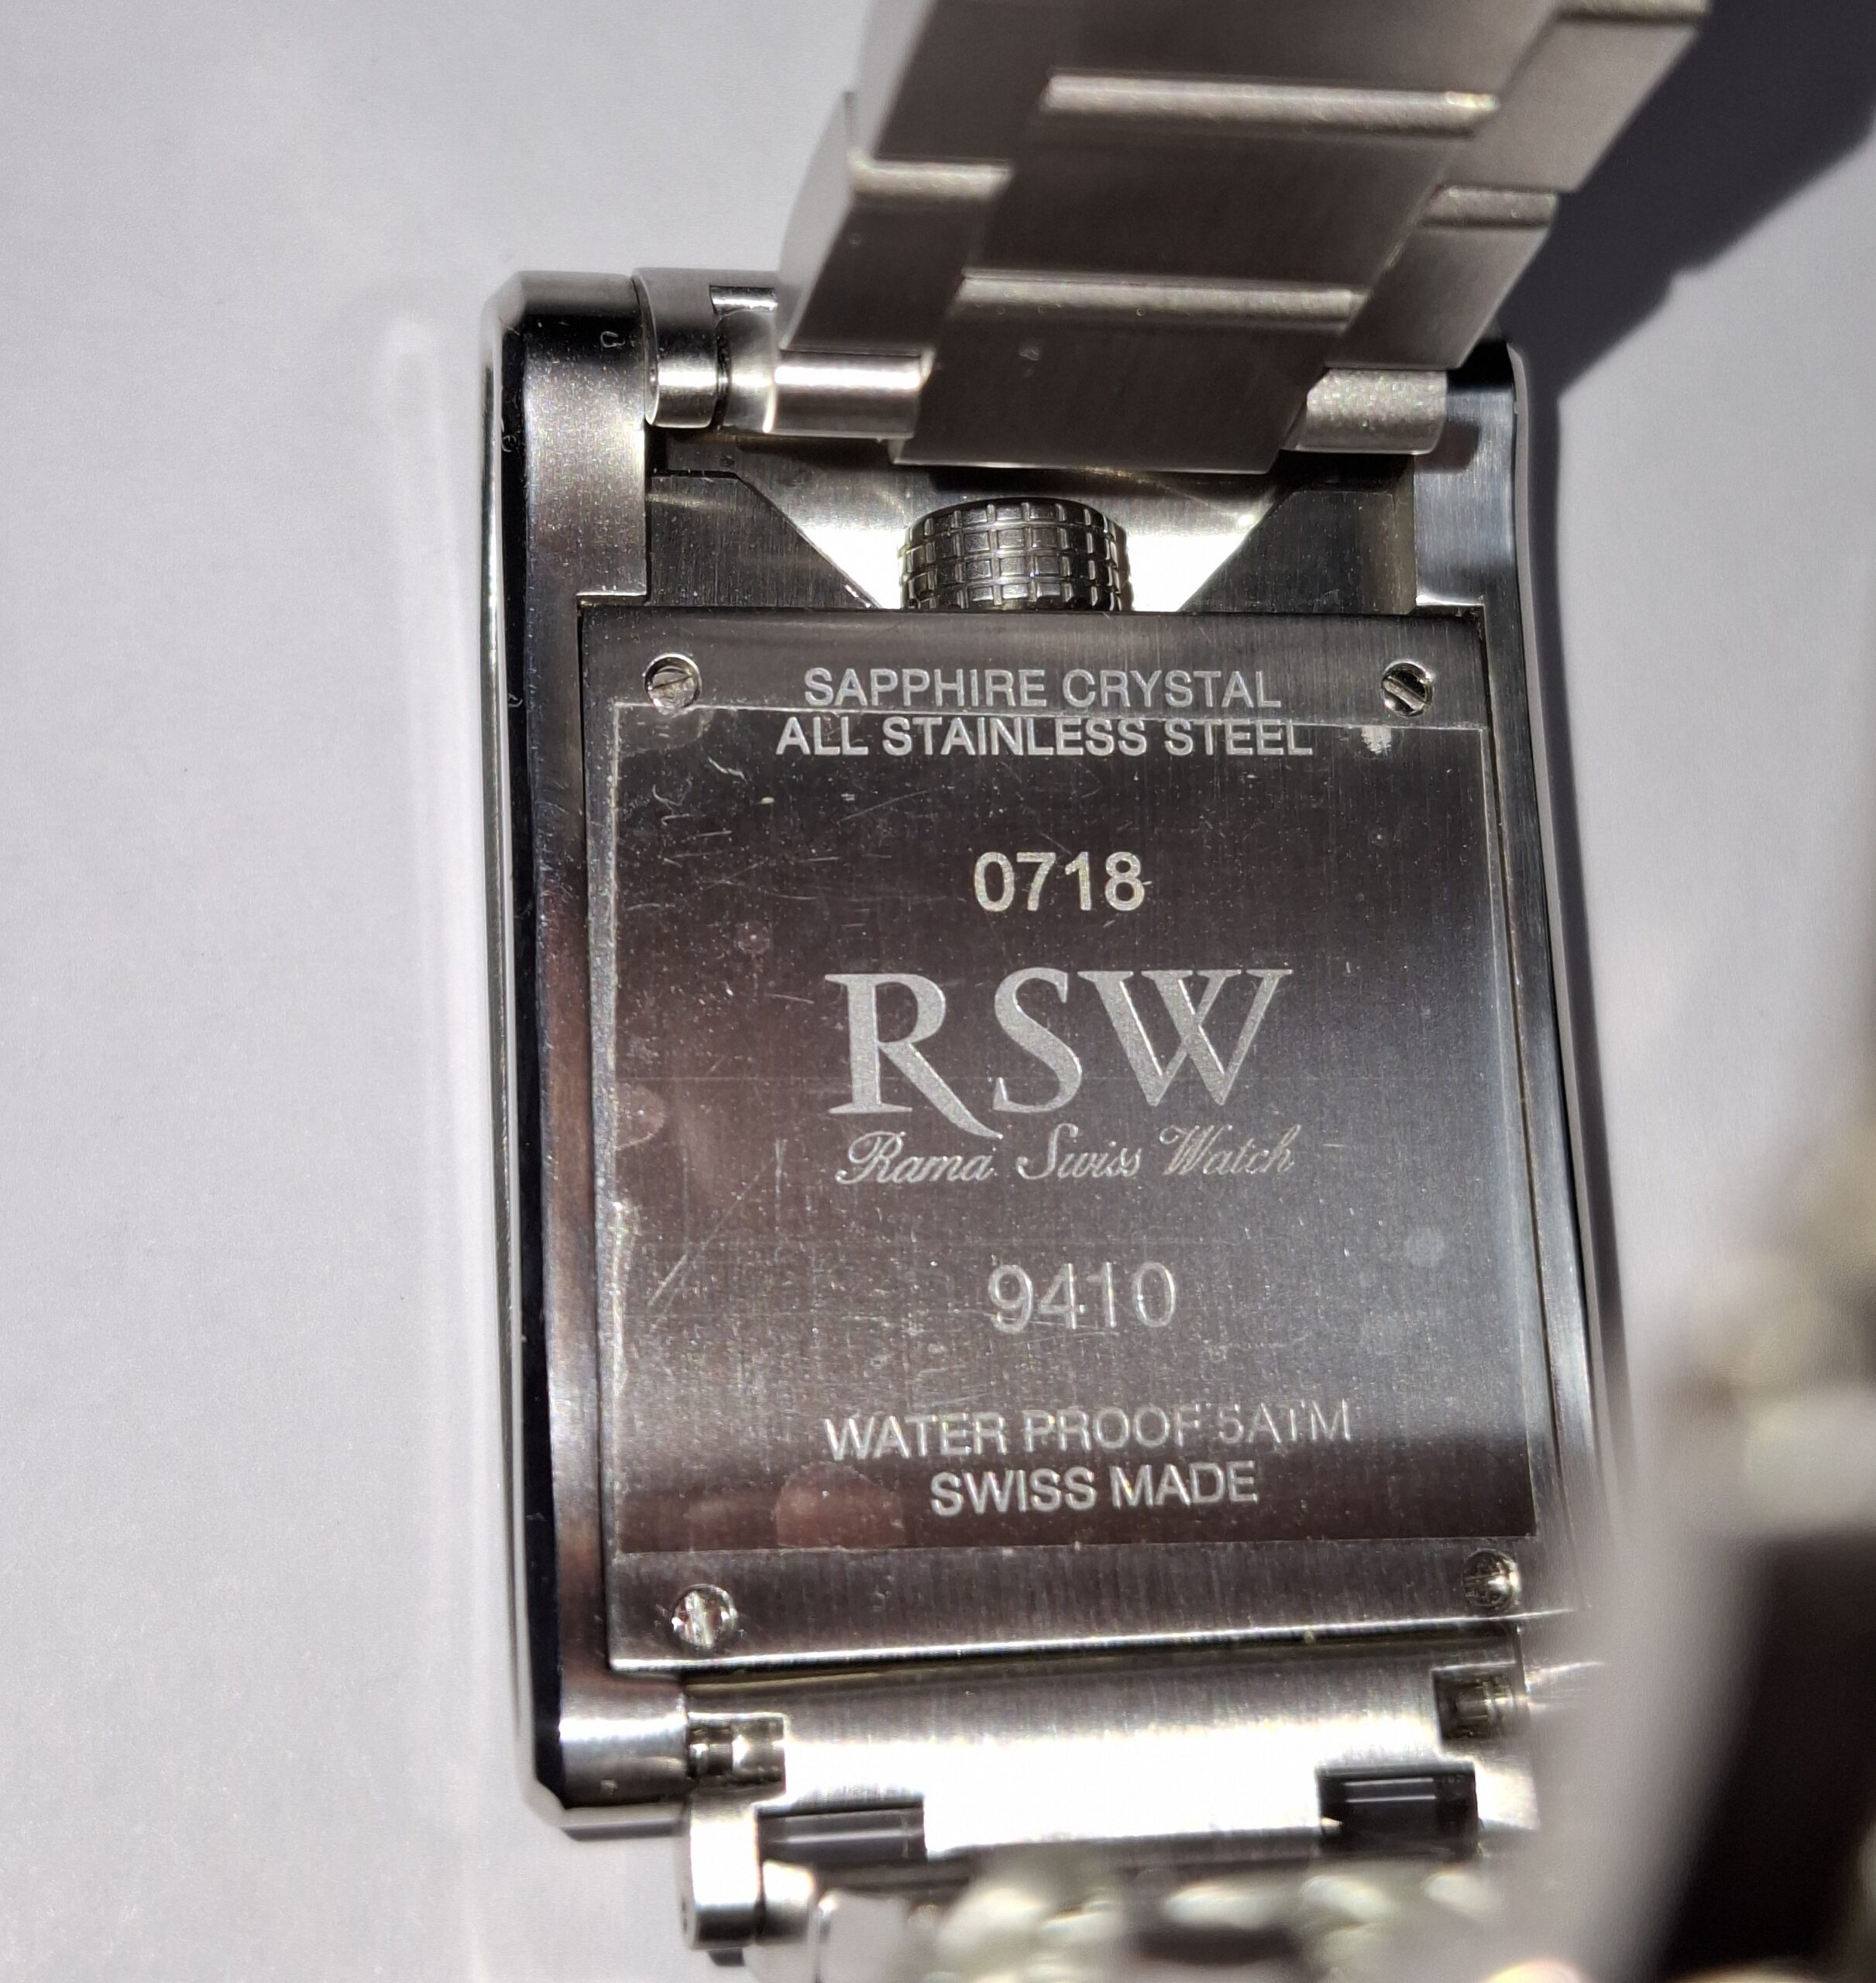 SAPPHIRE CRYSTAL
ALL STAINLESS STEEL
0718
RSW
Rama Swiss Watch
9410
WATER PROOF 5ATM
SWISS MADE